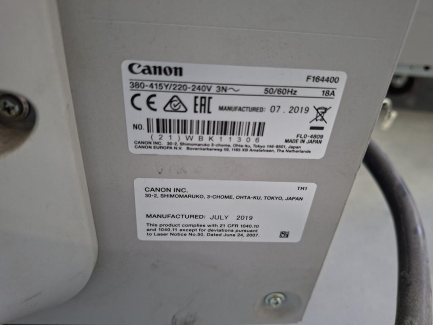 Canon
F164400
380-415Y/220-240V 3N~ 50/60Hz 18A
CE EAC MANUFACTURED: 07. 2019
NO. (21)WBK11306
FLD-4809
MADE IN JAPAN
CANON INC. 30-2, Shimomaruko 3-chome, Ohta-ku, Tokyo 146-8501, Japan
CANON EUROPA N.V. Bovenkerkerweg 59, 1185 XB Amstelveen, The Netherlands
CANON INC. TH1
30-2, SHIMOMARUKO, 3-CHOME, OHTA-KU, TOKYO, JAPAN
MANUFACTURED: JULY 2019
This product complies with 21 CFR 1040.10
and 1040.11 except for deviations pursuant
to Laser Notice No.50, Dated June 24, 2007.